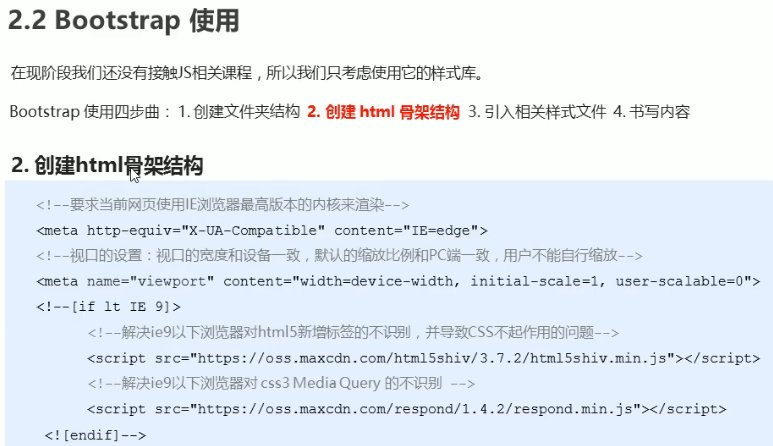 2.2 Bootstrap 使用
在现阶段我们还没有接触JS相关课程，所以我们只考虑使用它的样式库。
Bootstrap 使用四步曲： 1. 创建文件夹结构 2. 创建 html 骨架结构 3. 引入相关样式文件 4. 书写内容
2. 创建html骨架结构
<!--要求当前网页使用IE浏览器最高版本的内核来渲染-->
<meta http-equiv="X-UA-Compatible" content="IE=edge">
<!--视口的设置：视口的宽度和设备一致，默认的缩放比例和PC端一致，用户不能自行缩放-->
<meta name="viewport" content="width=device-width, initial-scale=1, user-scalable=0">
<!--[if lt IE 9]>
<!--解决ie9以下浏览器对html5新增标签的不识别，并导致CSS不起作用的问题-->
<script src="https://oss.maxcdn.com/html5shiv/3.7.2/html5shiv.min.js"></script>
<!--解决ie9以下浏览器对 css3 Media Query 的不识别 -->
<script src="https://oss.maxcdn.com/respond/1.4.2/respond.min.js"></script>
<![endif]-->